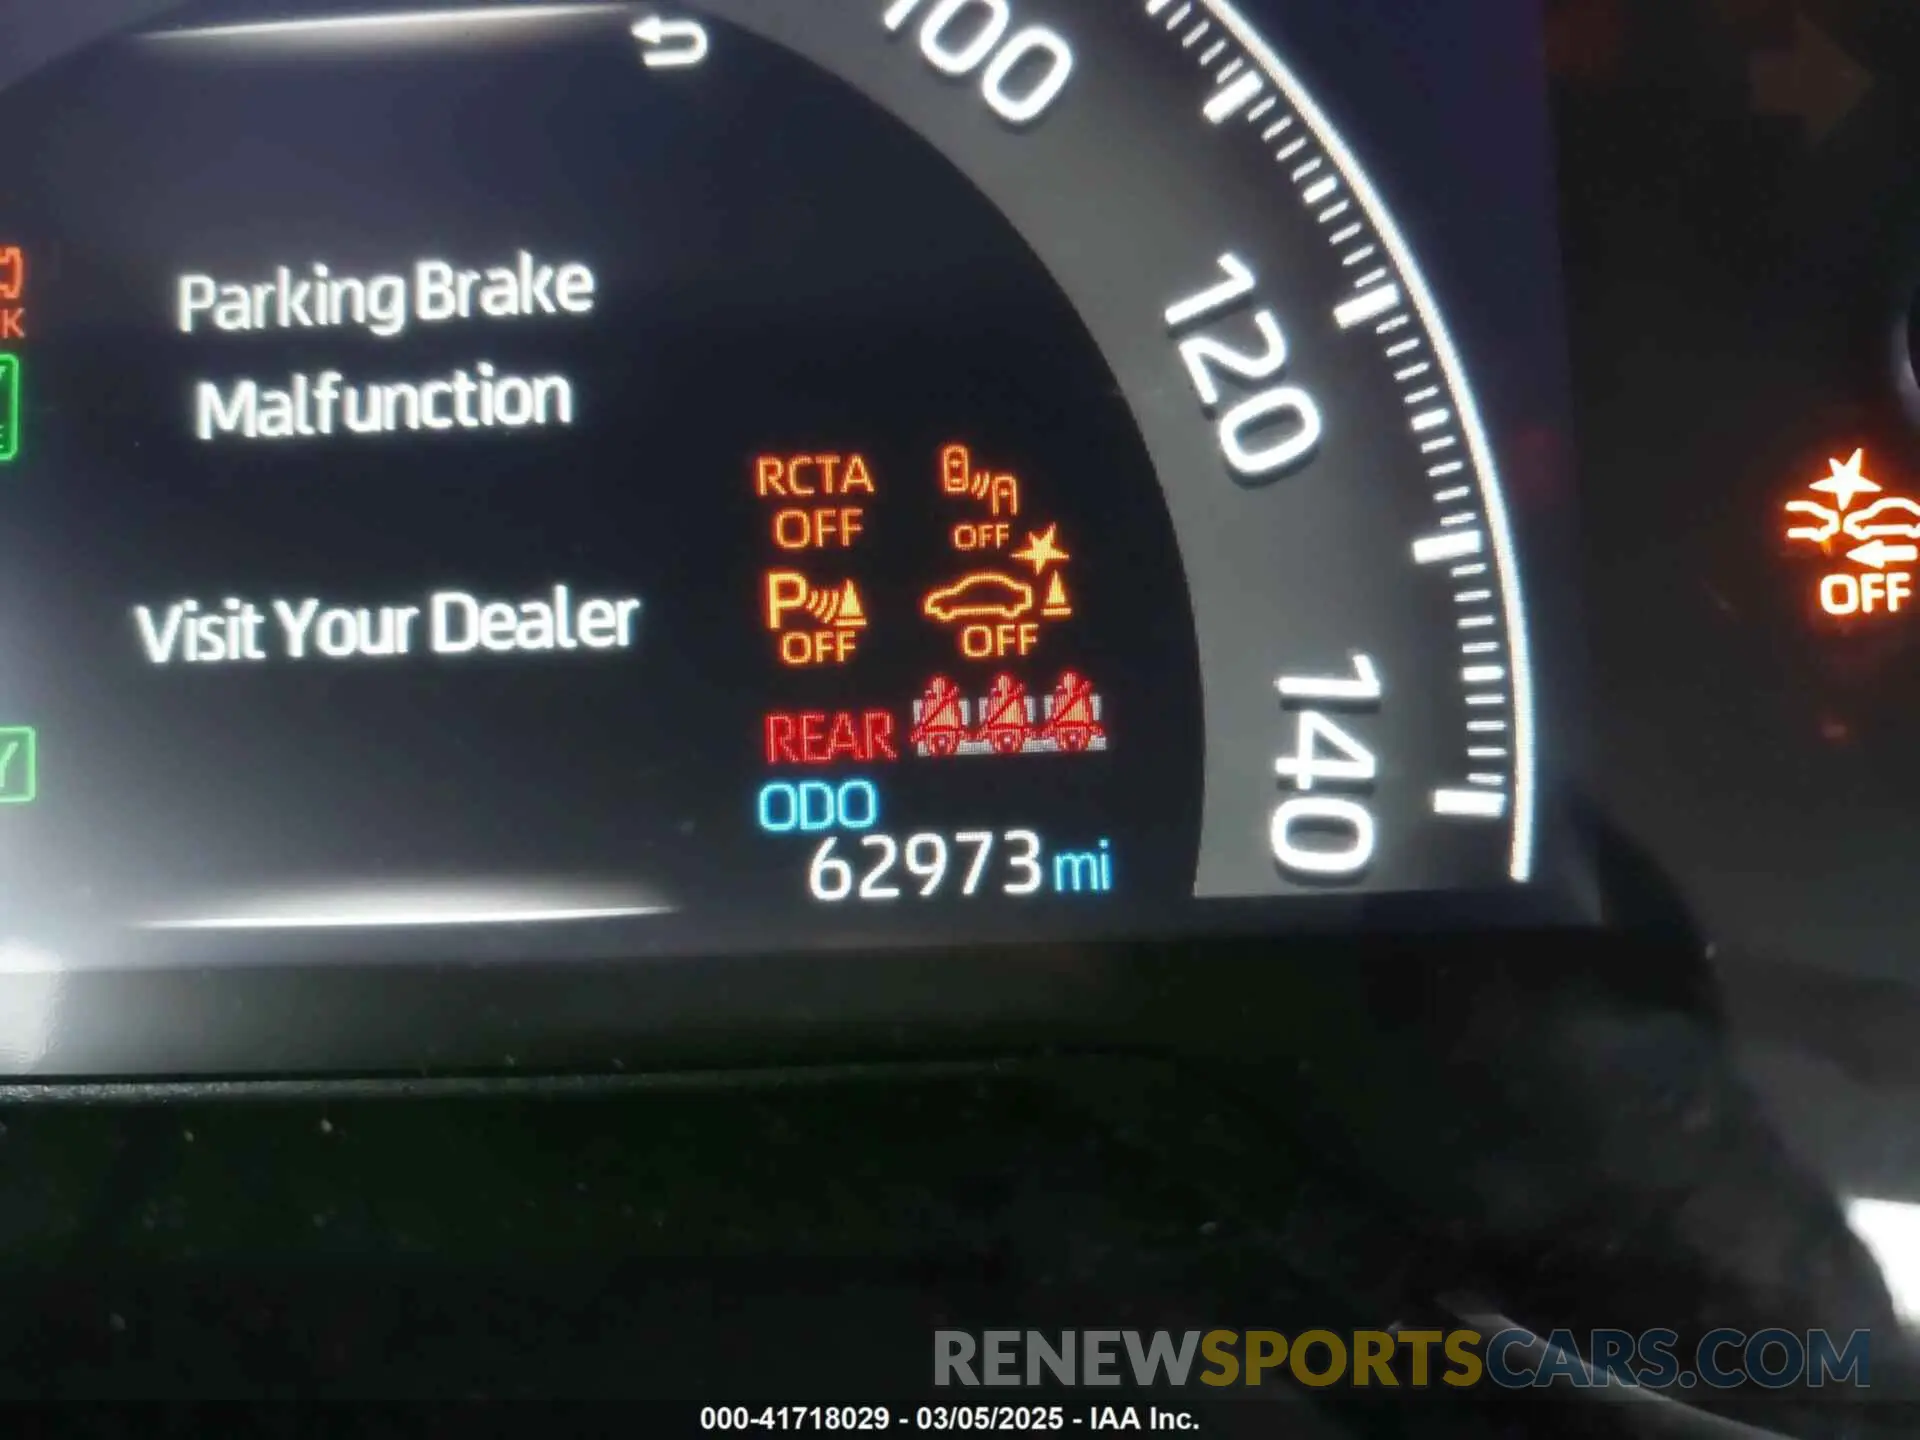 100
120
140
Parking Brake
Malfunction
Visit Your Dealer
RCTA
OFF
OFF
P
OFF
OFF
REAR
ODO
62973 mi
OFF
RENEWSPORTSCARS.COM
000-41718029 - 03/05/2025 - IAA Inc.